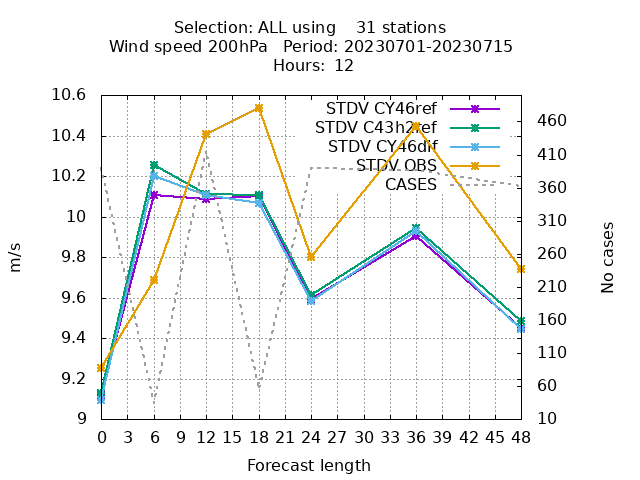 Selection: ALL using    31 stations
Wind speed 200hPa   Period: 20230701-20230715
Hours: 12
10.6
10.4
10.2
10
9.8
9.6
9.4
9.2
9
m/s
STDV CY46ref
STDV C43h2ref
STDV CY46dif
STDV OBS
CASES
460
410
360
310
260
210
160
110
60
10
No cases
0 3 6 9 12 15 18 21 24 27 30 33 36 39 42 45 48
Forecast length